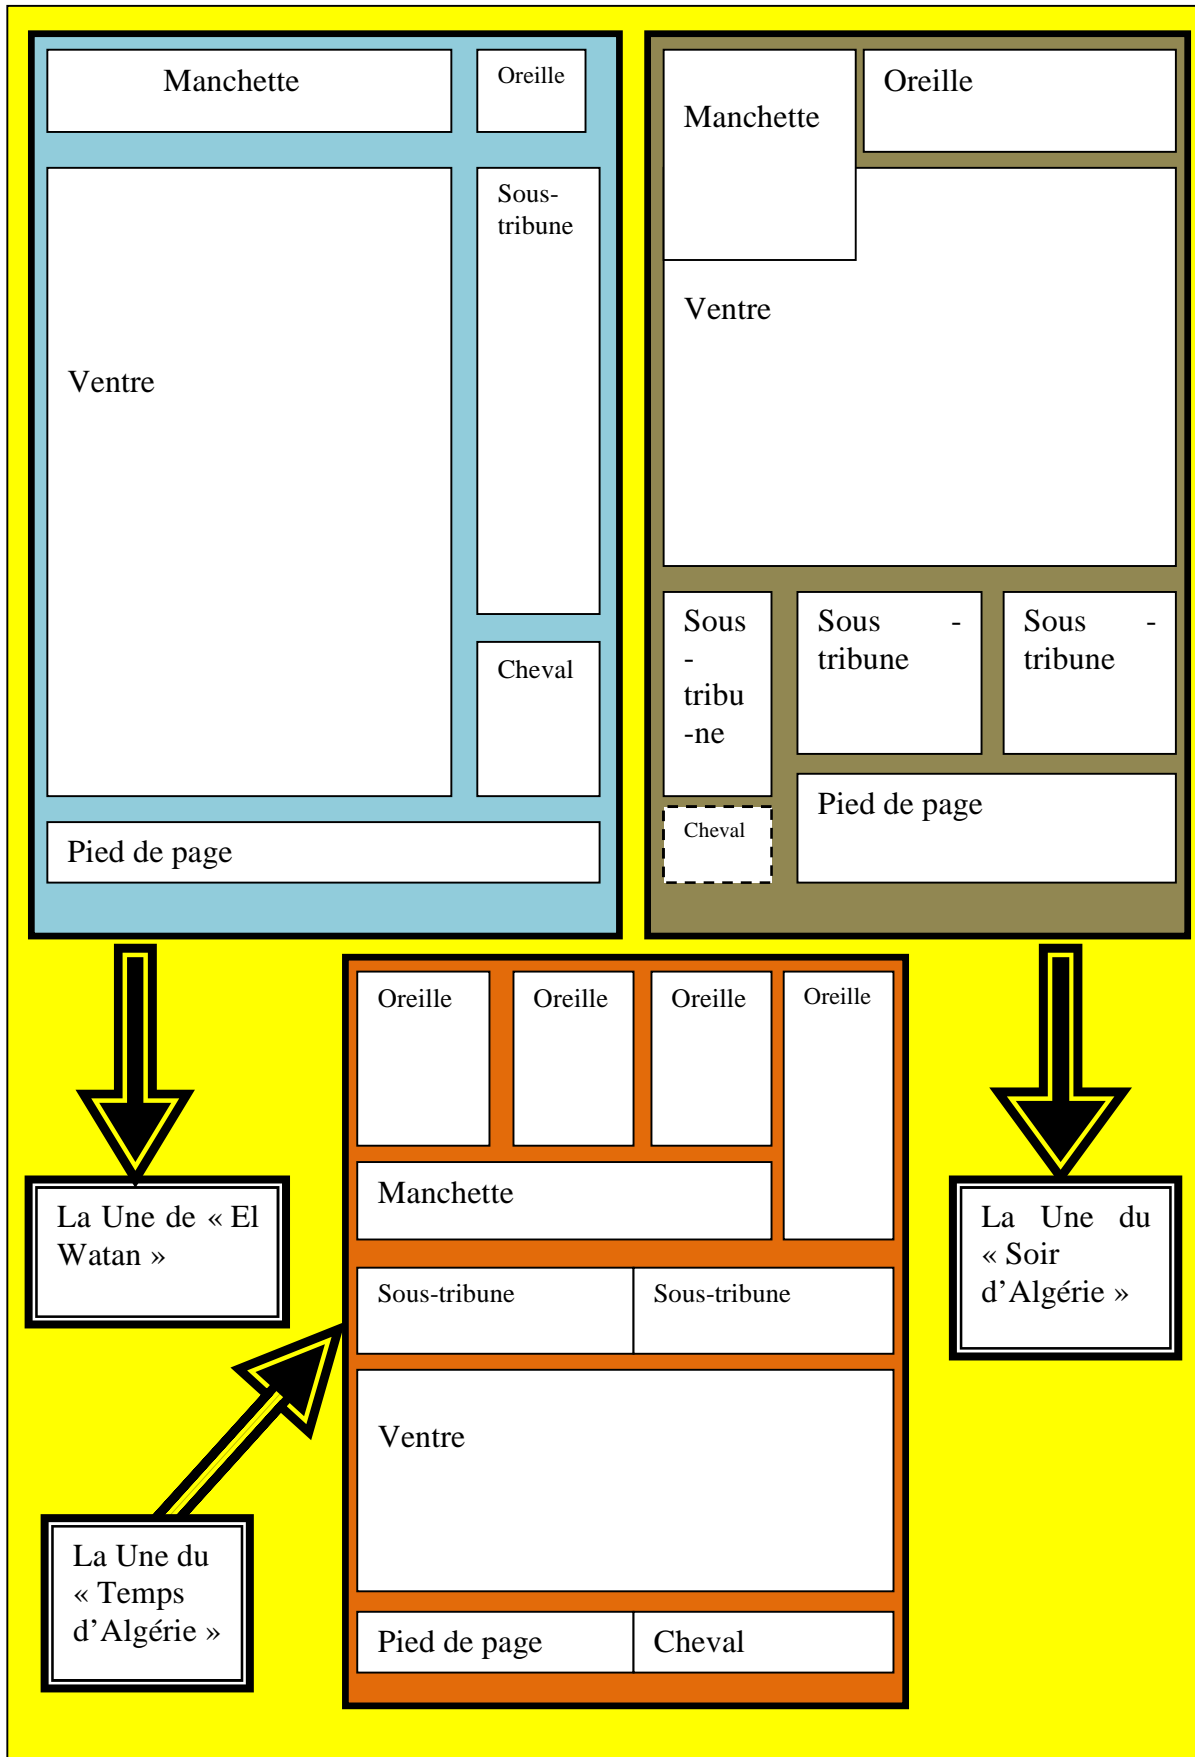 Manchette
Oreille
Sous-
tribune
Ventre
Cheval
Pied de page
Manchette
Oreille
Ventre
Sous
-
tribu
-ne
Sous -
tribune
Sous -
tribune
Cheval
Pied de page
Oreille
Oreille
Oreille
Oreille
Manchette
Sous-tribune
Sous-tribune
Ventre
Pied de page
Cheval
La Une de « El
Watan »
La Une du
« Soir
d’Algérie »
La Une du
« Temps
d’Algérie »